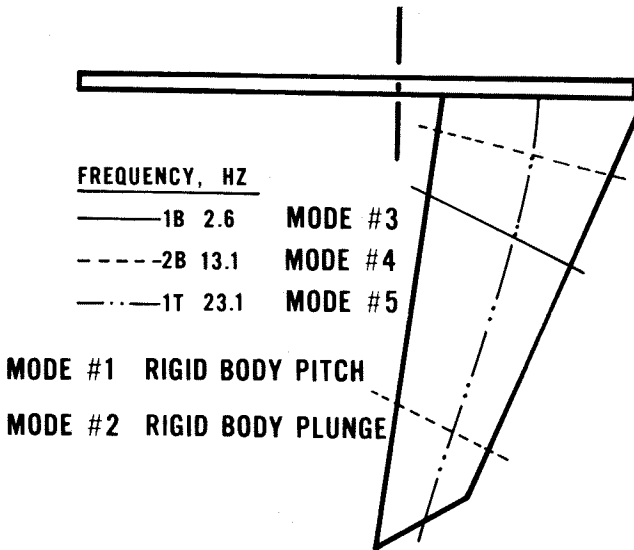 FREQUENCY, HZ
1B 2.6 MODE #3
2B 13.1 MODE #4
1T 23.1 MODE #5
MODE #1 RIGID BODY PITCH
MODE #2 RIGID BODY PLUNGE